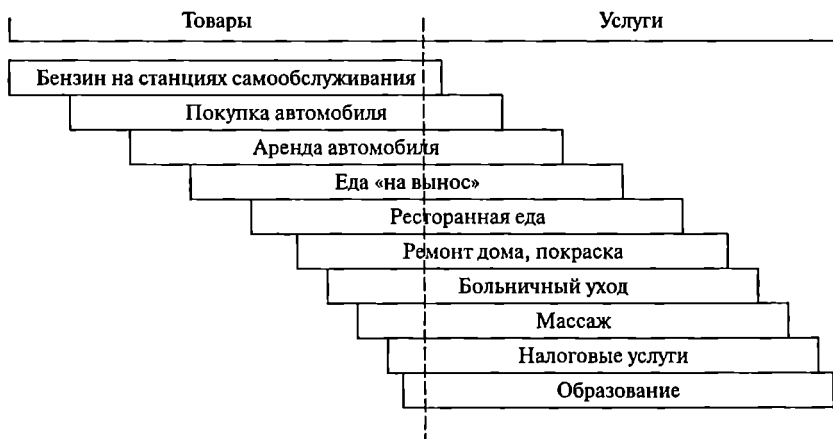 Товары
Услуги
Бензин на станциях самообслуживания
Покупка автомобиля
Аренда автомобиля
Еда «на вынос»
Ресторанная еда
Ремонт дома, покраска
Больничный уход
Массаж
Налоговые услуги
Образование